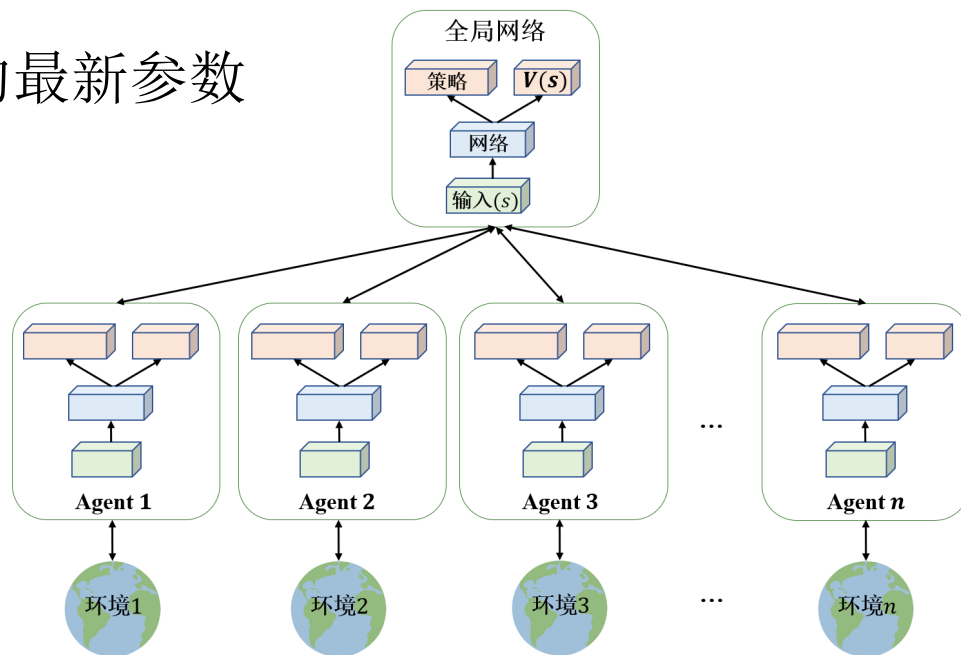 最新参数
全局网络
策略
V(s)
网络
输入(s)
Agent 1
Agent 2
Agent 3
...
Agent n
环境1
环境2
环境3
...
环境n